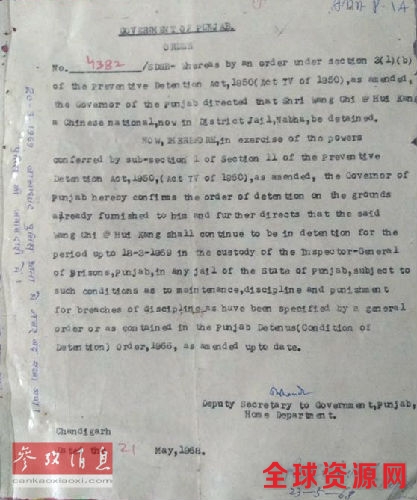 GOVERNMENT OF PUNJAB.
ORDER
No. 4382 /SDSB- Whereas by an order under section 3(1)(b)
of the Preventive Detention Act,1950(Act IV of 1950),as amended,
the Governor of Punjab directed that Shri Wang Chi @ Hui Kang
a Chinese national,now in District Jail,Nabha,be detained.
NOW,THEREFORE,in exercise of the powers
conferred by sub-section 1 of Section 11 of the Preventive
Detention Act,1950,(Act IV of 1950),as amended, the Governor of
Punjab hereby confirms the order of detention on the grounds
already furnished to him and further directs that the said
Wang Chi @ Hui Kang shall continue to be in detention for the
period upto 18-3-1969 in the custody of the Inspector-General
of Prisons,Punjab,in any jail of the State of Punjab,subject to
such conditions as to maintenance,discipline and punishment
for breaches of discipline,as have been specified by a general
order or as contained in the Punjab Detenus(Condition of
Detention) Order,1966, as amended upto date.
Deputy Secretary to Government,Punjab,
Home Department.
Chandigarh
Dated the 21 May,1968.
23-5-68
20-3-1969
参考消息
cankaoxiaoxi.com
全球资源网